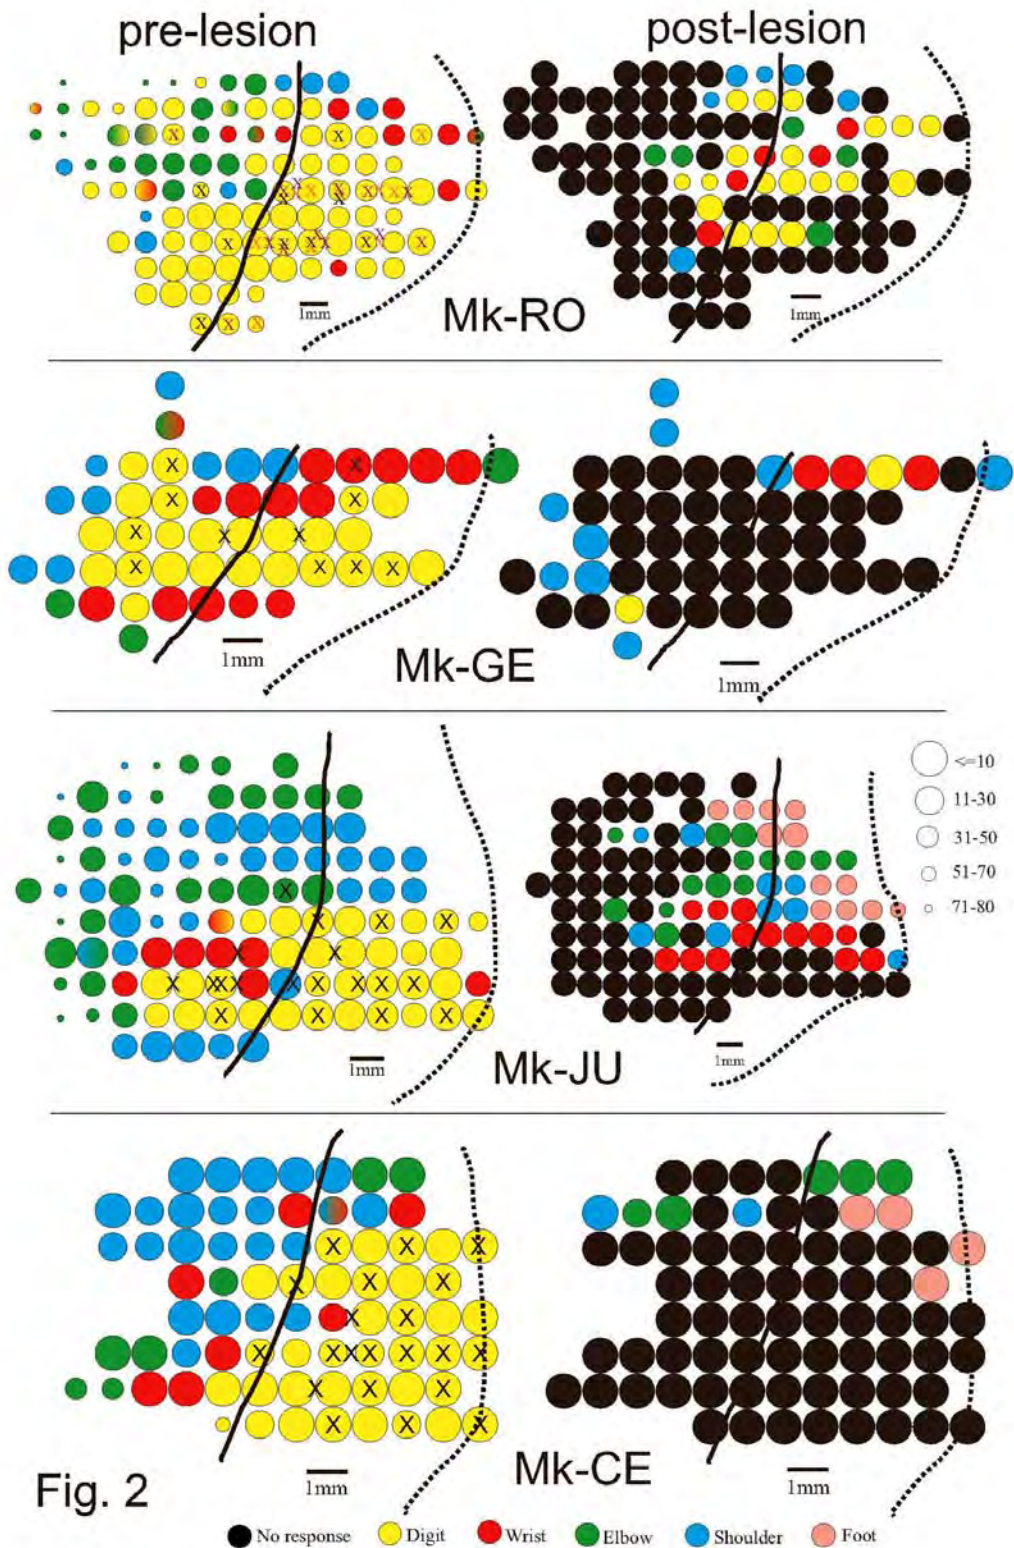 pre-lesion
post-lesion
1mm
1mm
Mk-RO
1mm
1mm
Mk-GE
<=10
11-30
31-50
51-70
71-80
1mm
1mm
Mk-JU
1mm
1mm
Mk-CE
Fig. 2
No response Digit Wrist Elbow Shoulder Foot